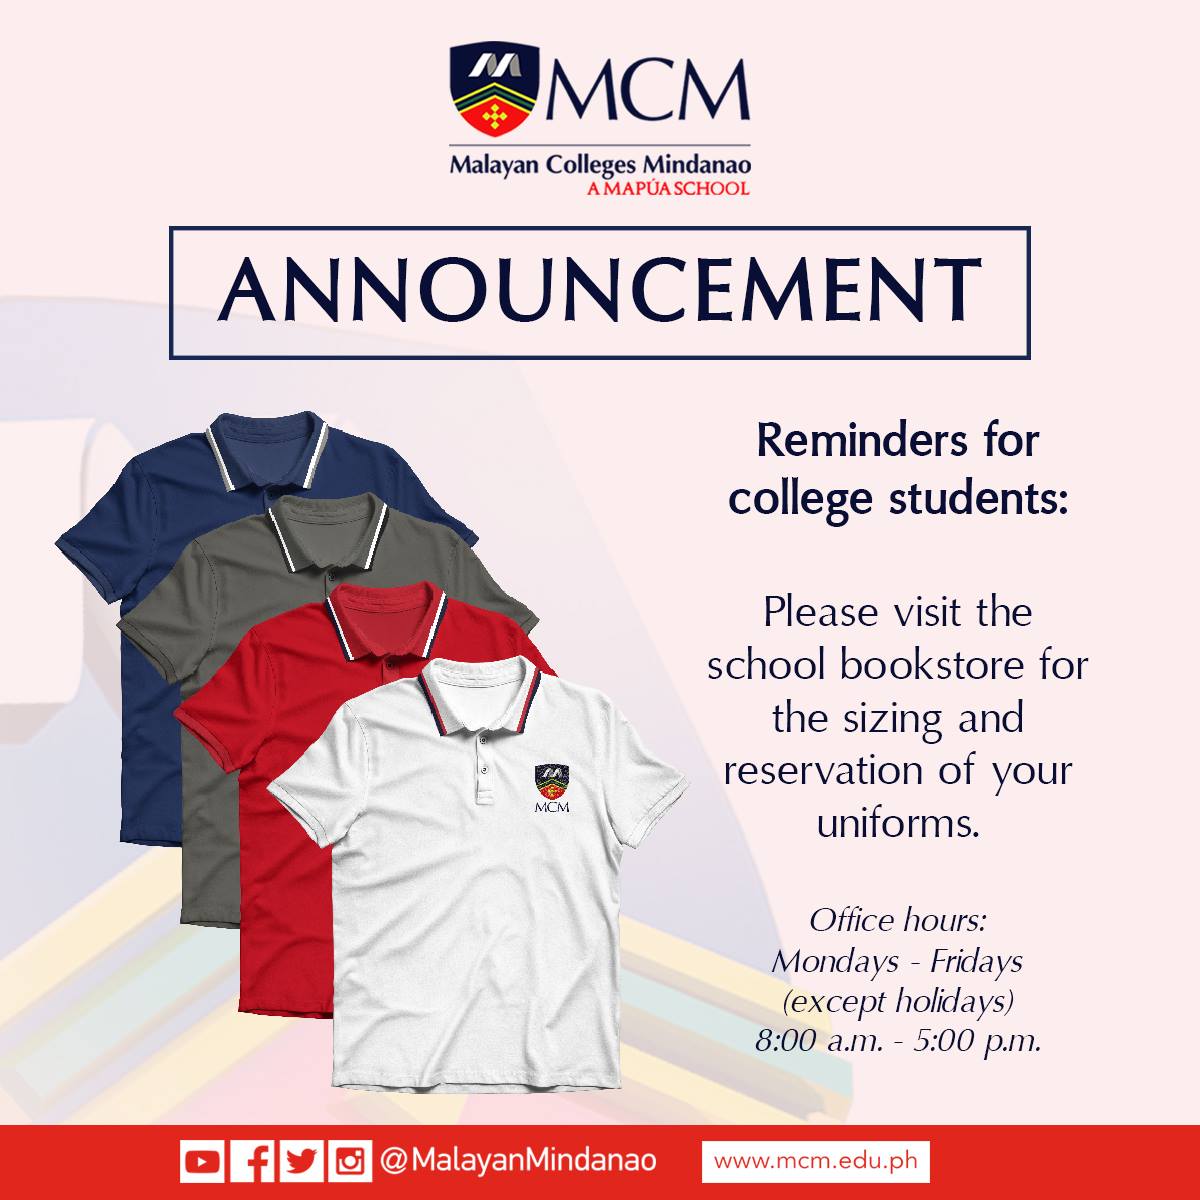 MCM
Malayan Colleges Mindanao
A MAPÚA SCHOOL
ANNOUNCEMENT
Reminders for
college students:
Please visit the
school bookstore for
the sizing and
reservation of your
uniforms.
Office hours:
Mondays - Fridays
(except holidays)
8:00 a.m. - 5:00 p.m.
MCM
@MalayanMindanao
www.mcm.edu.ph